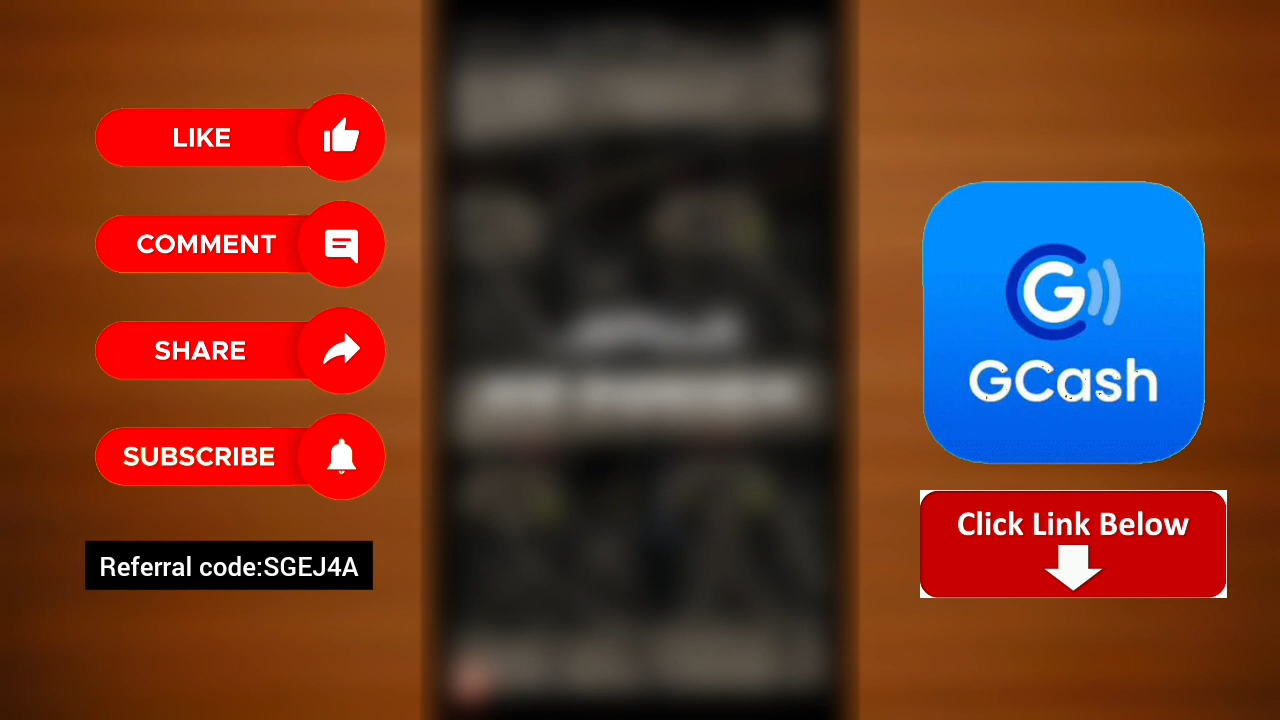 LIKE
COMMENT
SHARE
SUBSCRIBE
Referral code:SGEJ4A
G
GCash
Click Link Below